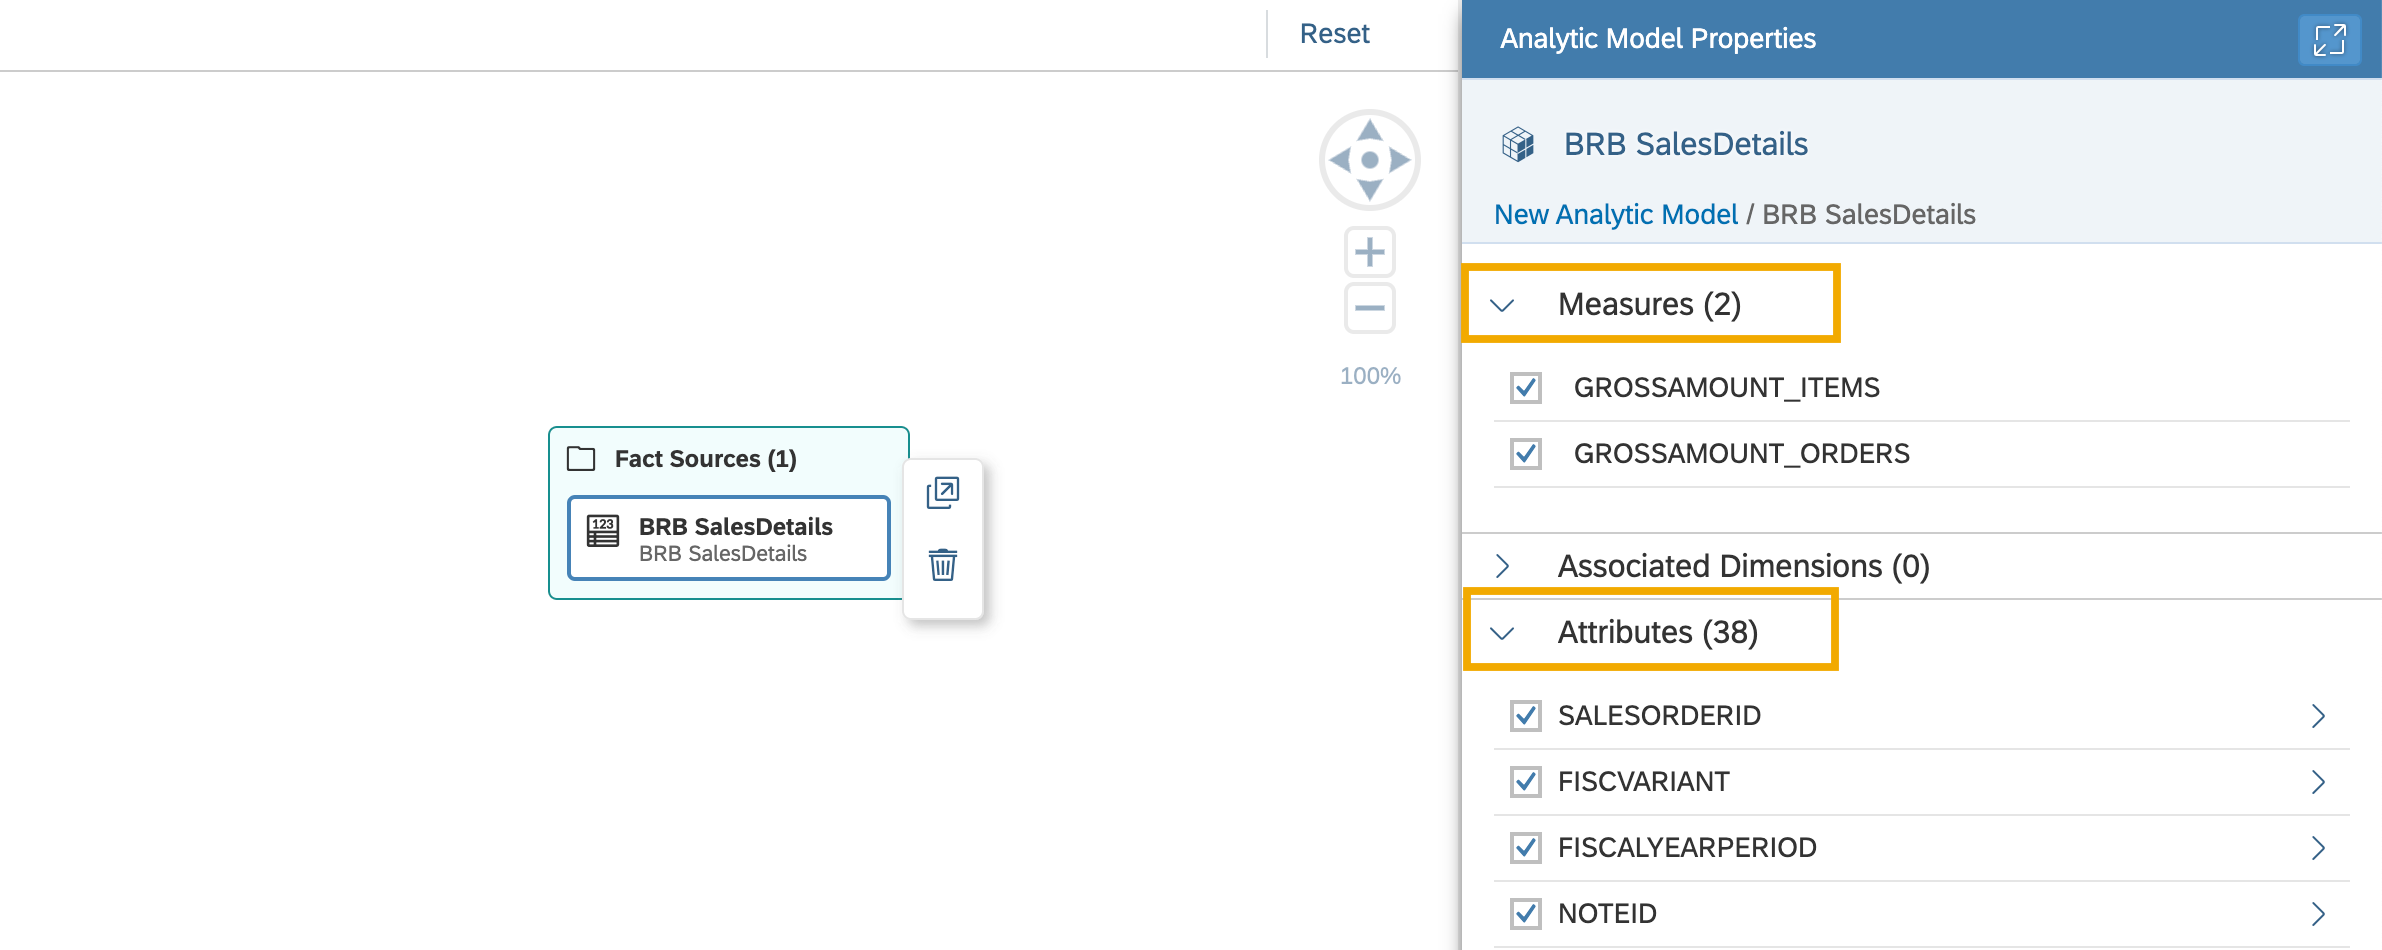 Reset
100%
Fact Sources (1)
123
BRB SalesDetails
BRB SalesDetails
Analytic Model Properties
BRB SalesDetails
New Analytic Model / BRB SalesDetails
Measures (2)
GROSSAMOUNT_ITEMS
GROSSAMOUNT_ORDERS
Associated Dimensions (0)
Attributes (38)
SALESORDERID
FISCVARIANT
FISCALYEARPERIOD
NOTEID